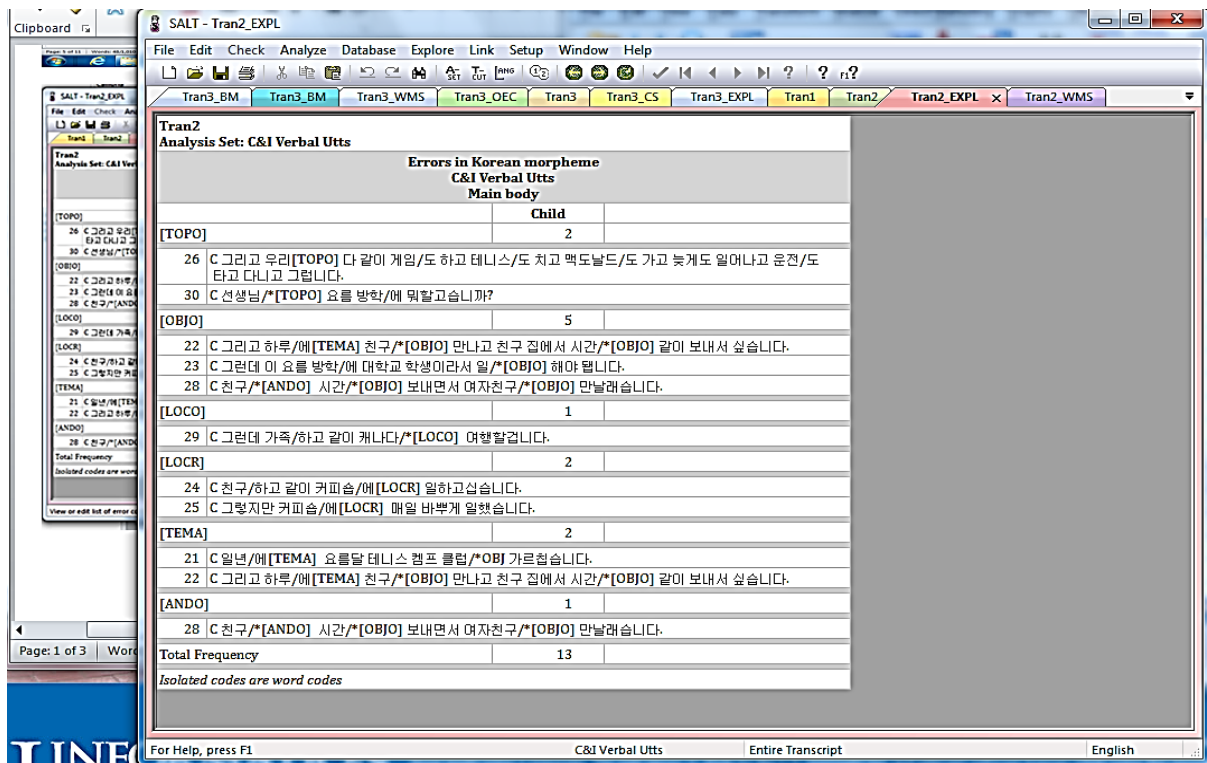 Clipboard
SALT - Tran2_EXPL
File Edit Check Analyze Database Explore Link Setup Window Help
Tran3_BM Tran3_BM Tran3_WMS Tran3_OEC Tran3 Tran3_CS Tran3_EXPL Tran1 Tran2 Tran2_EXPL Tran2_WMS
Tran2
Analysis Set: C&I Verbal Utts
Errors in Korean morpheme
C&I Verbal Utts
Main body
Child
[TOPO] 2
26 C 그리고 우리[TOPO] 다 같이 게임/도 하고 테니스/도 치고 맥도날드/도 가고 늦게도 일어나고 운전/도
타고 다니고 그럽니다.
30 C 선생님/*[TOPO] 요름 방학/에 뭐할고습니까?
[OBJO] 5
22 C 그리고 하루/에[TEMA] 친구/*[OBJO] 만나고 친구 집에서 시간/*[OBJO] 같이 보내서 싶습니다.
23 C 그런데 이 요름 방학/에 대학교 학생이라서 일/*[OBJO] 해야 됍니다.
28 C 친구/*[ANDO] 시간/*[OBJO] 보내면서 여자친구/*[OBJO] 만날래습니다.
[LOCO] 1
29 C 그런데 가족/하고 같이 캐나다/*[LOCO] 여행할겁니다.
[LOCR] 2
24 C 친구/하고 같이 커피숍/에[LOCR] 일하고십습니다.
25 C 그렇지만 커피숍/에[LOCR] 매일 바쁘게 일했습니다.
[TEMA] 2
21 C 일년/에[TEMA] 요름달 테니스 켐프 클럽/*OBJ 가르칩습니다.
22 C 그리고 하루/에[TEMA] 친구/*[OBJO] 만나고 친구 집에서 시간/*[OBJO] 같이 보내서 싶습니다.
[ANDO] 1
28 C 친구/*[ANDO] 시간/*[OBJO] 보내면서 여자친구/*[OBJO] 만날래습니다.
Total Frequency 13
Isolated codes are word codes
Page: 1 of 3
For Help, press F1 C&I Verbal Utts Entire Transcript English